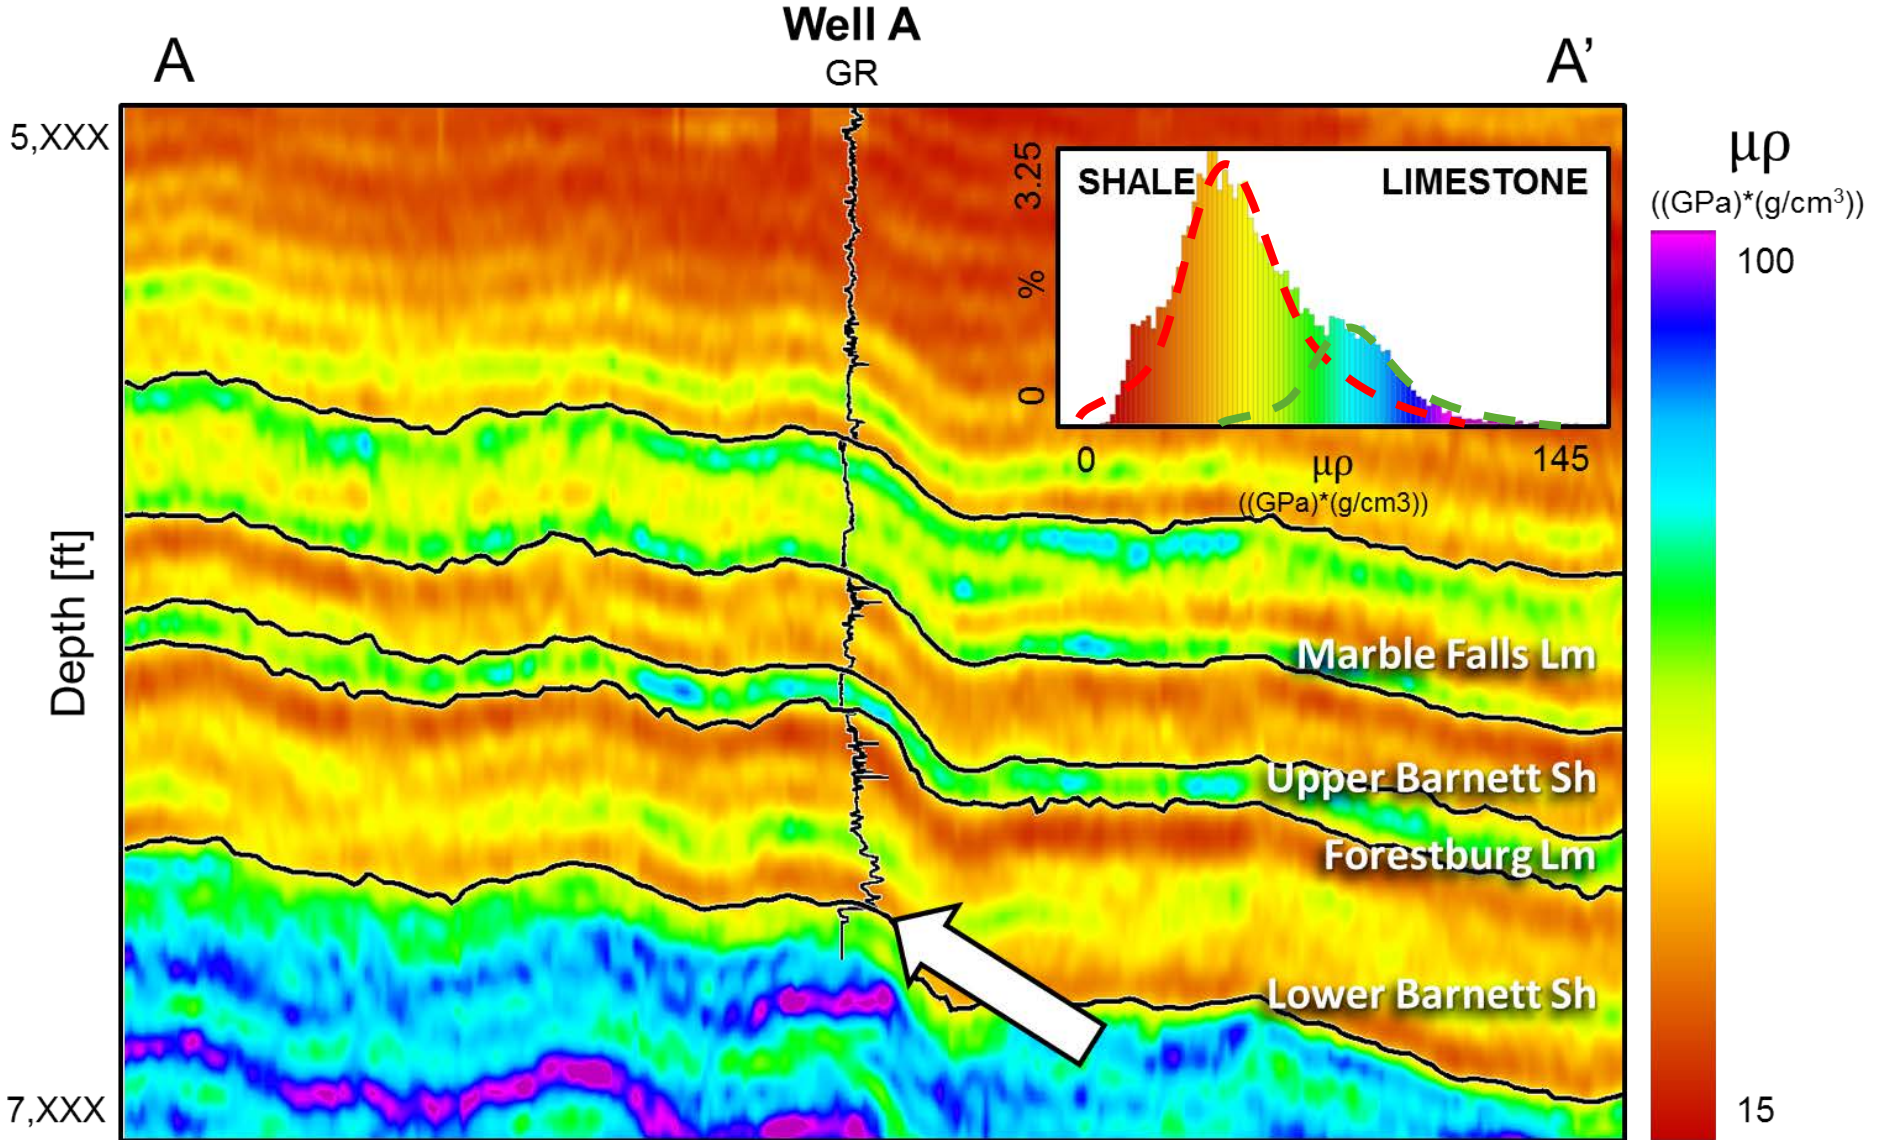 Well A
A
GR
A’
5,XXX
Depth [ft]
7,XXX
SHALE
LIMESTONE
3.25
%
0
0
μρ
145
((GPa)*(g/cm3))
μρ
((GPa)*(g/cm³))
100
15
Marble Falls Lm
Upper Barnett Sh
Forestburg Lm
Lower Barnett Sh